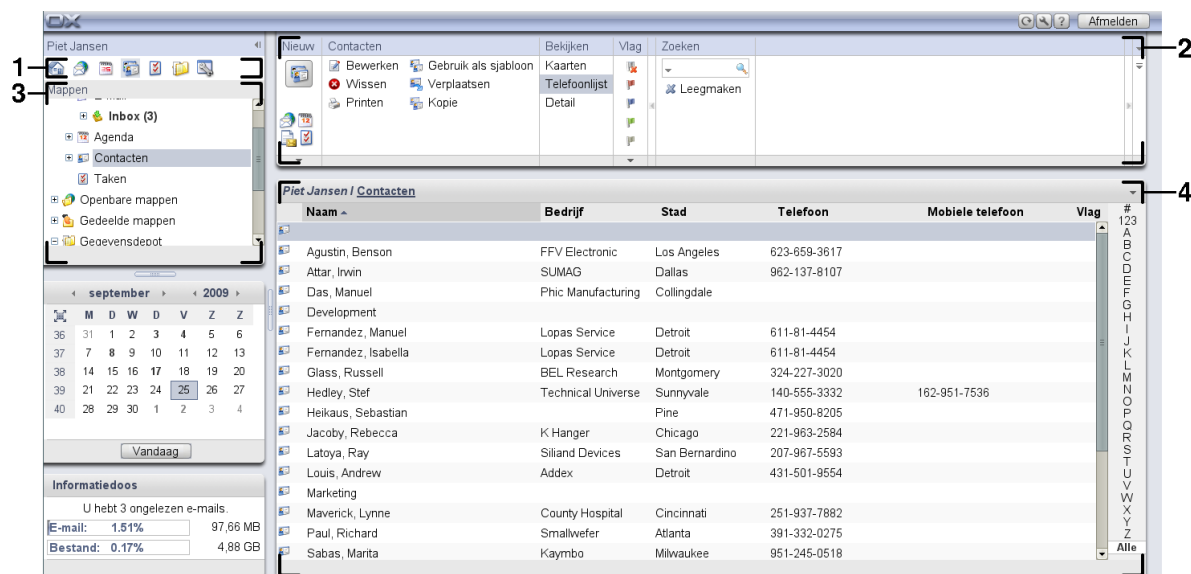 OX
Afmelden
Piet Jansen
Nieuw Contacten Bekijken Vlag Zoeken
1
2
3
4
Mappen
Bewerken Gebruik als sjabloon Kaarten
Wissen Verplaatsen Telefoonlijst Leegmaken
Printen Kopie Detail
Inbox (3)
Agenda
Contacten
Taken
Openbare mappen
Gedeelde mappen
Gegevensdepot
Piet Jansen / Contacten
Naam Bedrijf Stad Telefoon Mobiele telefoon Vlag
Agustin, Benson FFV Electronic Los Angeles 623-659-3617
Attar, Irwin SUMAG Dallas 962-137-8107
Das, Manuel Phic Manufacturing Collingdale
Development
Fernandez, Manuel Lopas Service Detroit 611-81-4454
Fernandez, Isabella Lopas Service Detroit 611-81-4454
Glass, Russell BEL Research Montgomery 324-227-3020
Hedley, Stef Technical Universe Sunnyvale 140-555-3332 162-951-7536
Heikaus, Sebastian Pine 471-950-8205
Jacoby, Rebecca K Hanger Chicago 221-963-2584
Latoya, Ray Siliand Devices San Bernardino 207-967-5593
Louis, Andrew Addex Detroit 431-501-9554
Marketing
Maverick, Lynne County Hospital Cincinnati 251-937-7882
Paul, Richard Smallwefer Atlanta 391-332-0275
Sabas, Marita Kaymbo Milwaukee 951-245-0518
#
123
A
B
C
D
E
F
G
H
I
J
K
L
M
N
O
P
Q
R
S
T
U
V
W
X
Y
Z
Alle
september 2009
M D W D V Z Z
36 31 1 2 3 4 5 6
37 7 8 9 10 11 12 13
38 14 15 16 17 18 19 20
39 21 22 23 24 25 26 27
40 28 29 30 1 2 3 4
Vandaag
Informatiedoos
U hebt 3 ongelezen e-mails.
E-mail: 1.51% 97,66 MB
Bestand: 0.17% 4,88 GB